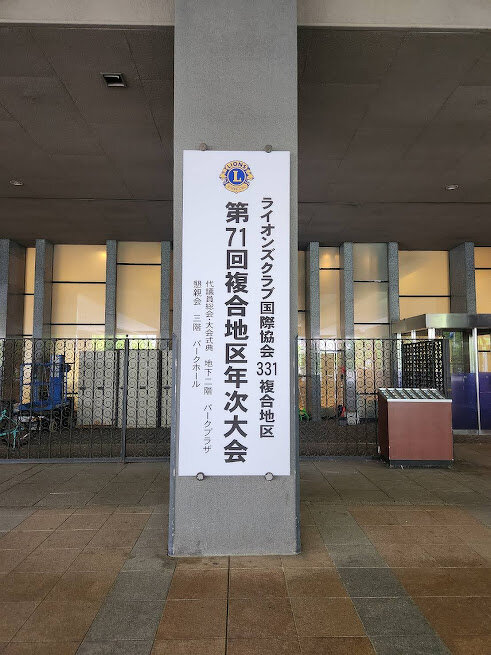 LIONS
L
ライオンズクラブ国際協会 331 複合地区
第71回複合地区年次大会
代議員総会・大会式典 地下二階 パークプラザ
懇親会 三階 パークホール